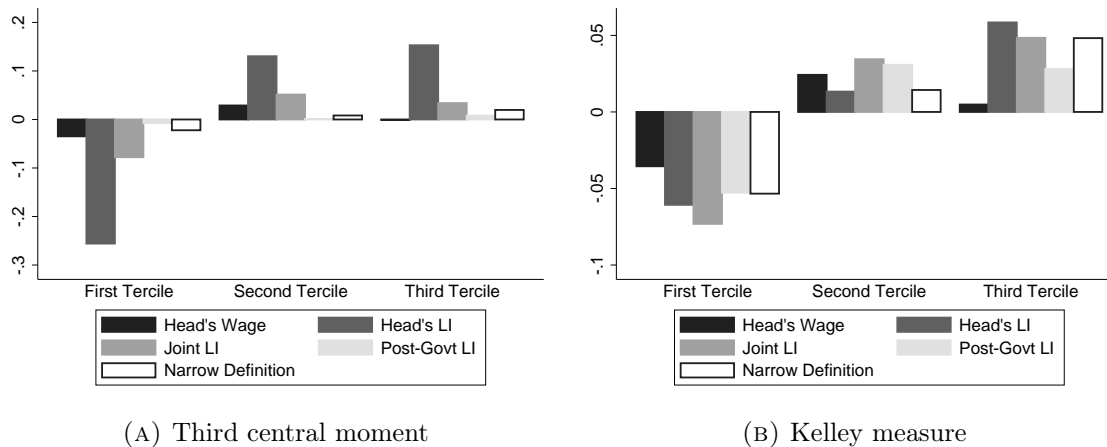 .2
.1
0
-.1
-.2
-.3
First Tercile Second Tercile Third Tercile
Head's Wage Head's LI
Joint LI Post-Govt LI
Narrow Definition
(A) Third central moment
.05
0
-.05
-.1
First Tercile Second Tercile Third Tercile
Head's Wage Head's LI
Joint LI Post-Govt LI
Narrow Definition
(B) Kelley measure